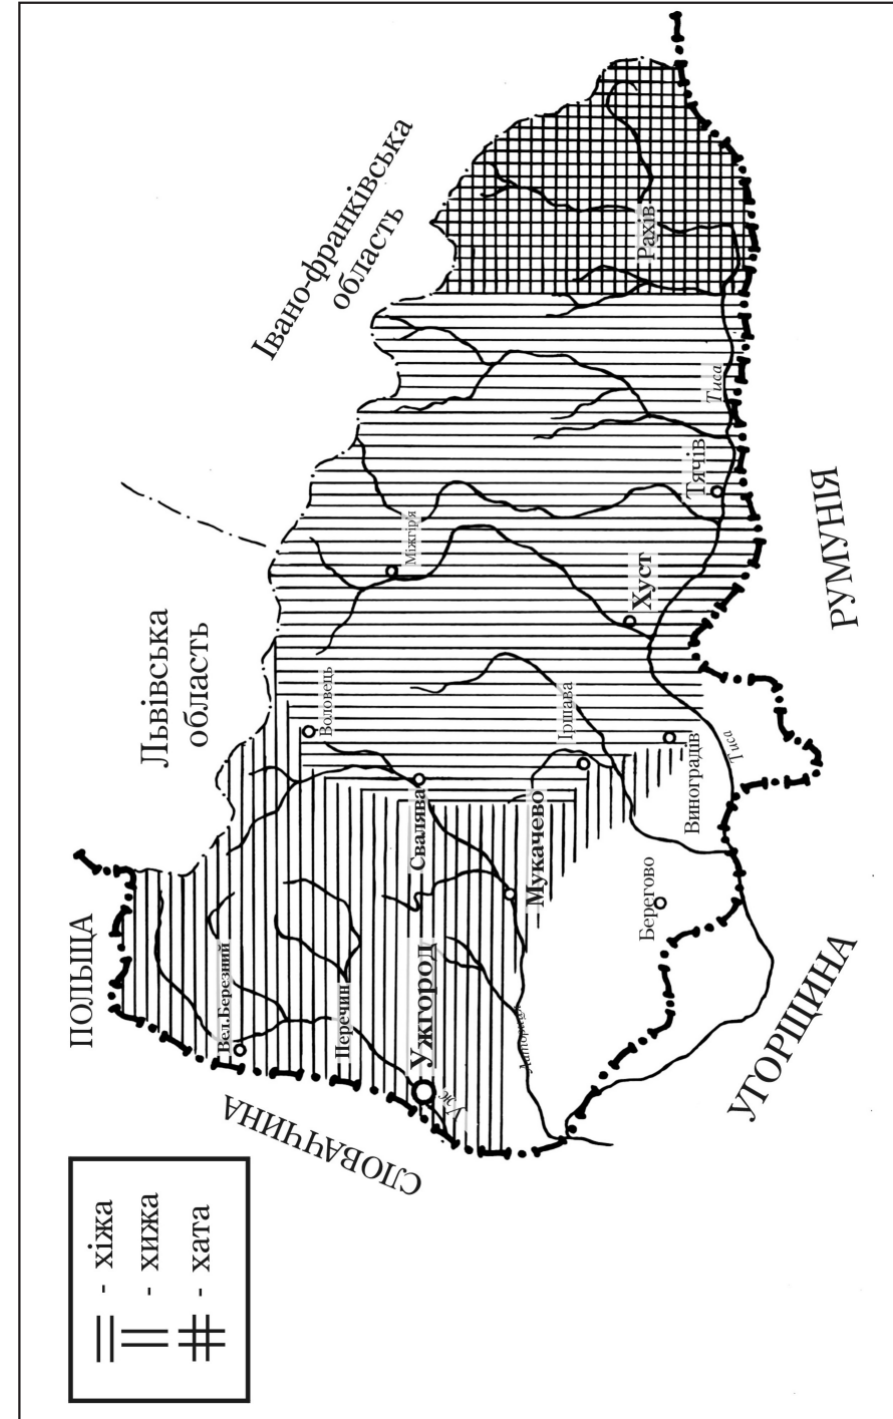 ПОЛЬЩА
СЛОВАЧЧИНА
УГОРЩИНА
РУМУНІЯ
Львівська
область
Івано-франківська
область
Вел.Березний
Перечин
Ужгород
Уж
Свалява
Мукачево
Латориця
Берегово
Воловець
Іршава
Виноградів
Тиса
Міжгір'я
Хуст
Тячів
Тиса
Рахів
- хіжа
- хижа
- хата